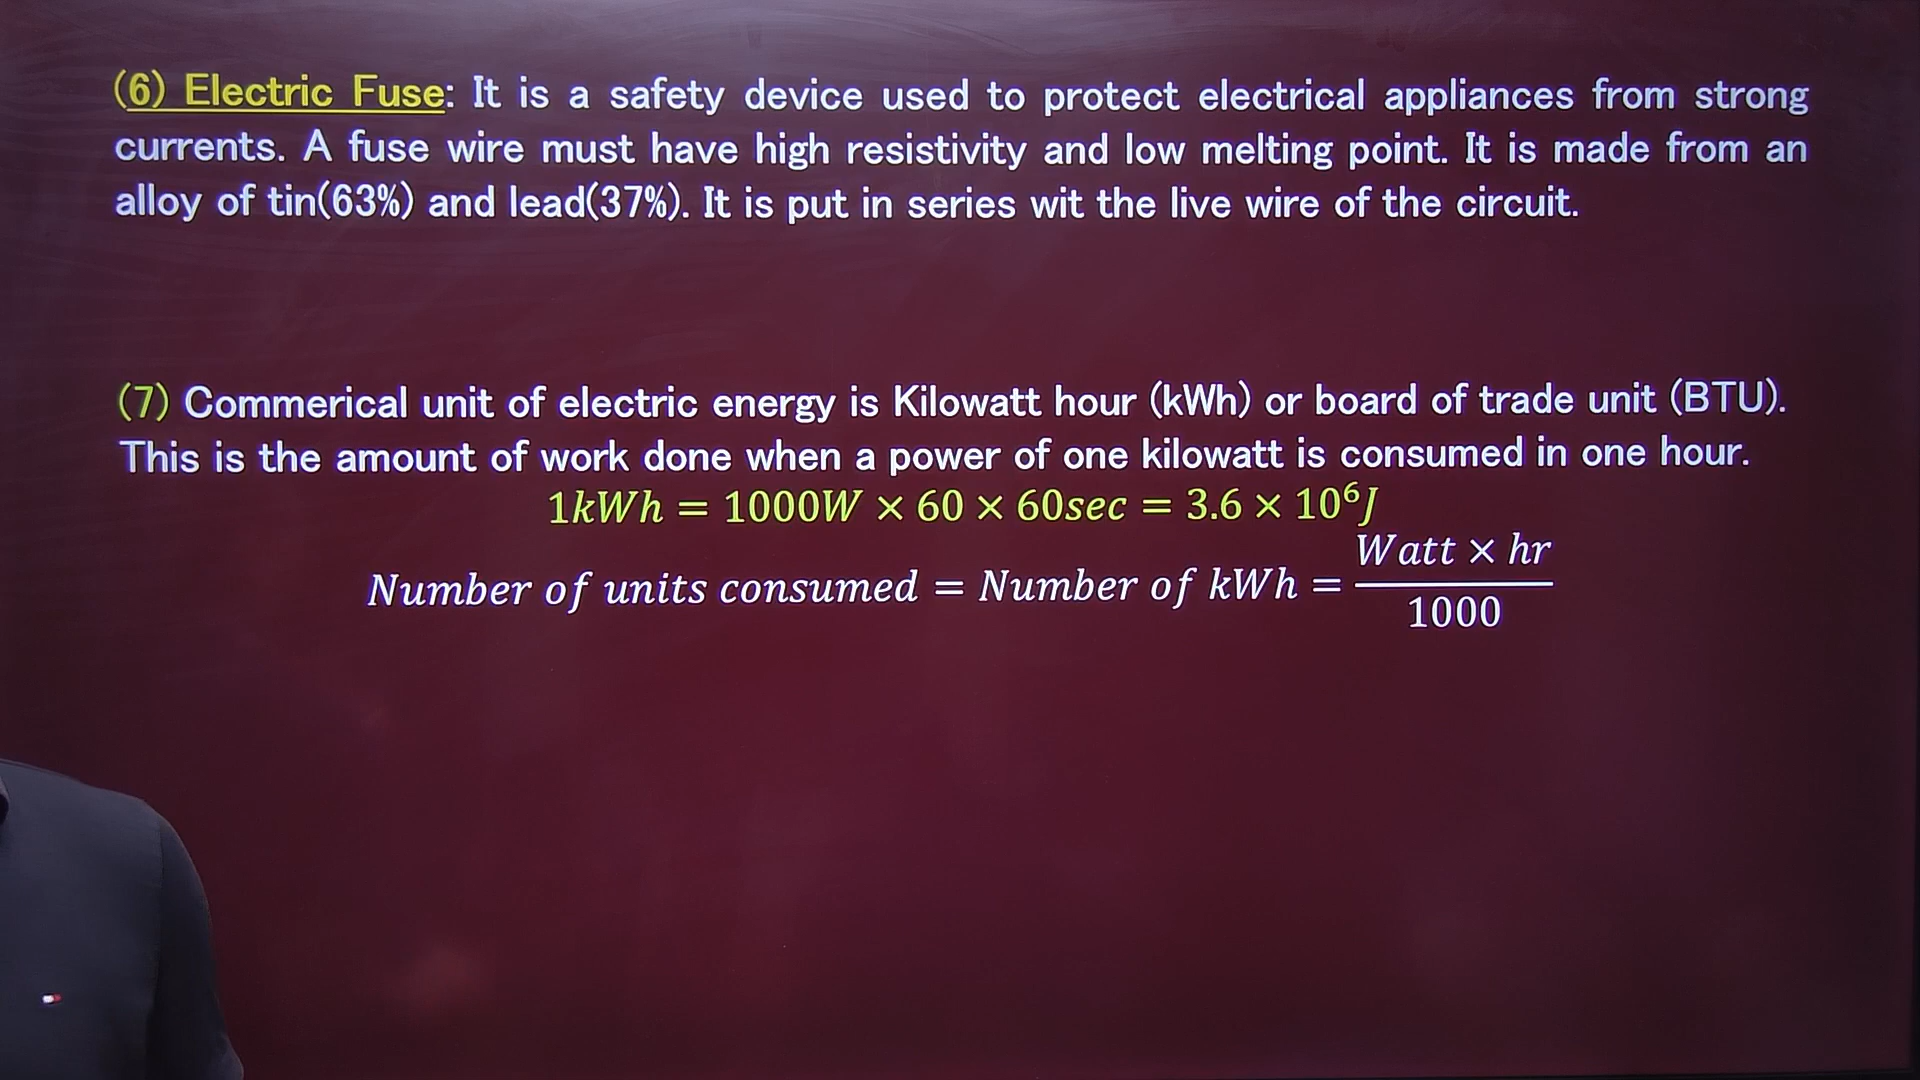 (6) Electric Fuse: It is a safety device used to protect electrical appliances from strong
currents. A fuse wire must have high resistivity and low melting point. It is made from an
alloy of tin(63%) and lead(37%). It is put in series wit the live wire of the circuit.
(7) Commerical unit of electric energy is Kilowatt hour (kWh) or board of trade unit (BTU).
This is the amount of work done when a power of one kilowatt is consumed in one hour.
1kWh = 1000W × 60 × 60sec = 3.6 × 10⁶J
Number of units consumed = Number of kWh = Watt × hr / 1000